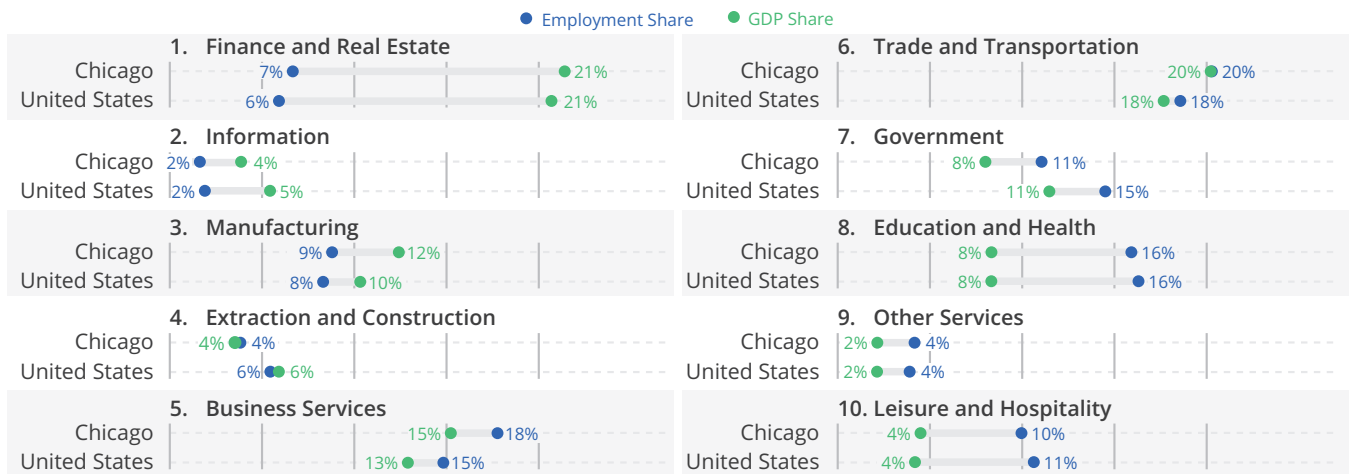 Employment Share GDP Share
1. Finance and Real Estate
Chicago 7% 21%
United States 6% 21%
2. Information
Chicago 2% 4%
United States 2% 5%
3. Manufacturing
Chicago 9% 12%
United States 8% 10%
4. Extraction and Construction
Chicago 4% 4%
United States 6% 6%
5. Business Services
Chicago 15% 18%
United States 13% 15%
6. Trade and Transportation
Chicago 20% 20%
United States 18% 18%
7. Government
Chicago 8% 11%
United States 11% 15%
8. Education and Health
Chicago 8% 16%
United States 8% 16%
9. Other Services
Chicago 2% 4%
United States 2% 4%
10. Leisure and Hospitality
Chicago 4% 10%
United States 4% 11%